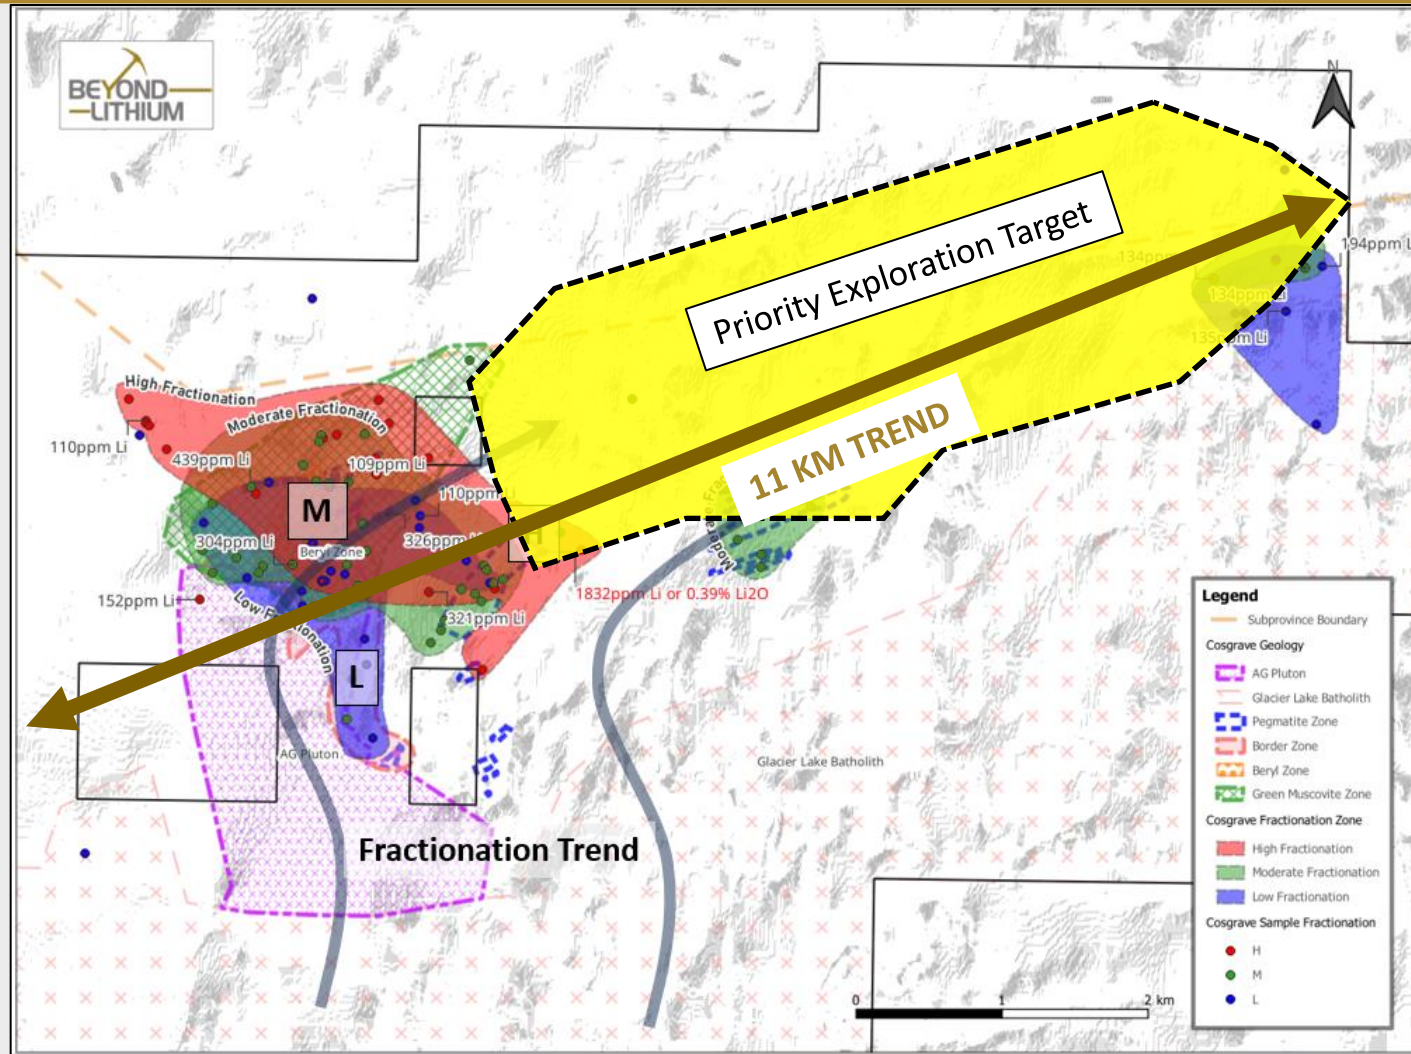 BEYOND
LITHIUM
N
Priority Exploration Target
11 KM TREND
194ppm L
134ppm
134ppm Li
135ppm Li
High Fractionation
Moderate Fractionation
110ppm Li
439ppm Li
109ppm Li
110ppm
M
304ppm Li
Beryl Zone
326ppm
H
152ppm Li
Low Fractionation
321ppm Li
1832ppm Li or 0.39% Li2O
L
AG Pluton
Glacier Lake Batholith
Fractionation Trend
Legend
Subprovince Boundary
Cosgrave Geology
AG Pluton
Glacier Lake Batholith
Pegmatite Zone
Border Zone
Beryl Zone
Green Muscovite Zone
Cosgrave Fractionation Zone
High Fractionation
Moderate Fractionation
Low Fractionation
Cosgrave Sample Fractionation
H
M
L
0 1 2 km